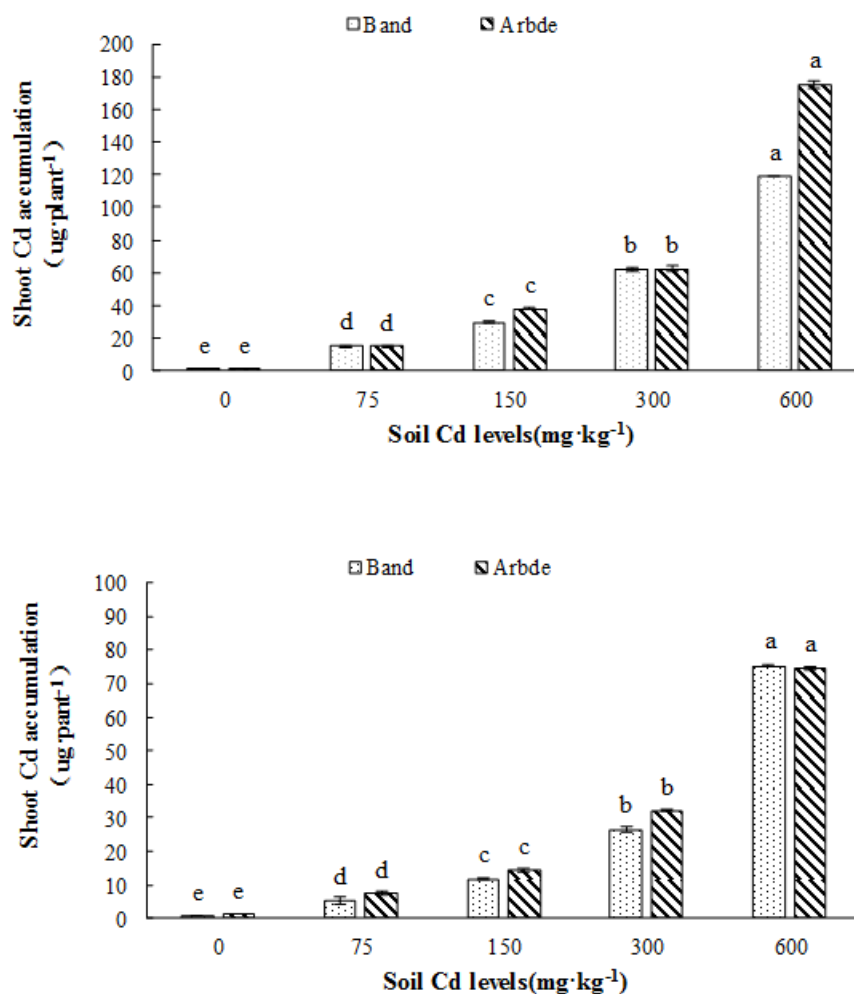 Band Arbde
200
180
160
140
120
100
80
60
40
20
0
Shoot Cd accumulation
( ug·plant⁻¹)
e e d d c c b b a a
0 75 150 300 600
Soil Cd levels(mg·kg⁻¹)
Band Arbde
100
90
80
70
60
50
40
30
20
10
0
Shoot Cd accumulation
( ug·pant⁻¹)
e e d d c c b b a a
0 75 150 300 600
Soil Cd levels(mg·kg⁻¹)